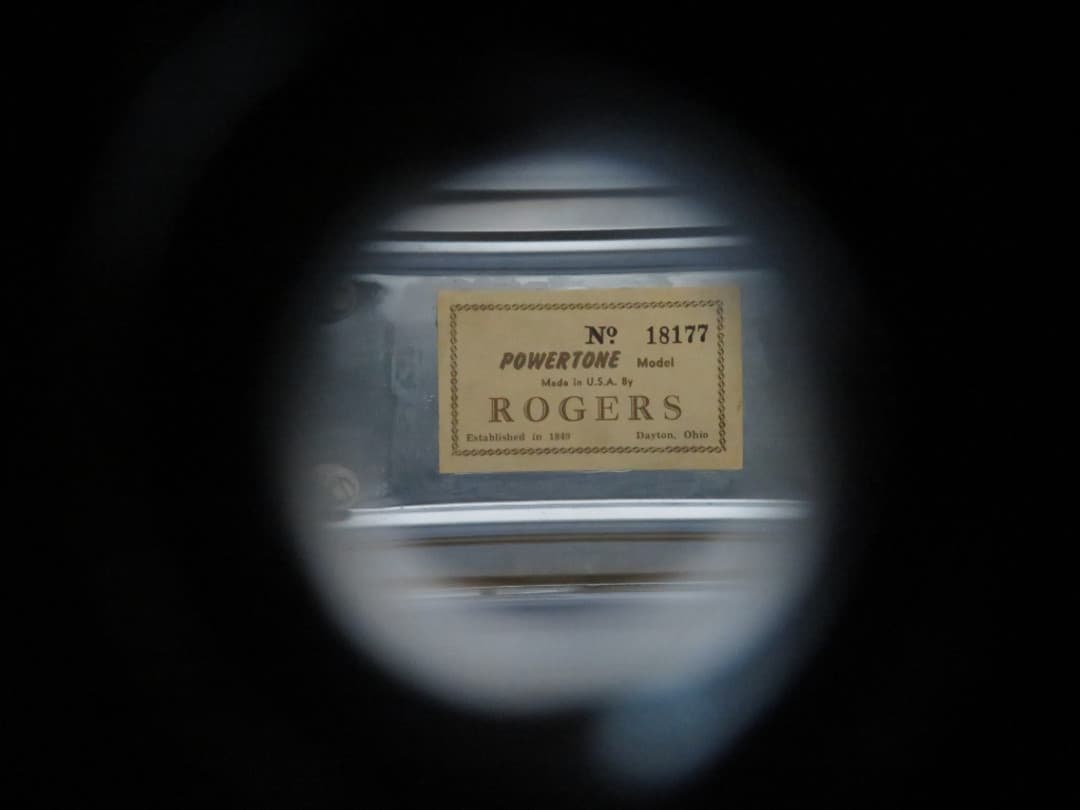 Nº 18177
POWERTONE Model
Made in U.S.A. By
ROGERS
Established in 1849 Dayton, Ohio